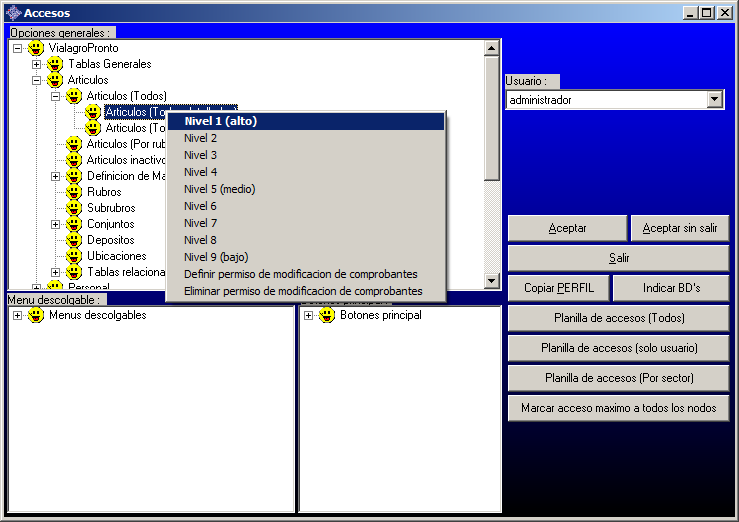 Accesos
Opciones generales :
VialagroPronto
Tablas Generales
Articulos
Articulos (Todos)
Articulos (To
Articulos (To
Articulos (Por rub
Articulos inactivo
Definicion de Ma
Rubros
Subrubros
Conjuntos
Depositos
Ubicaciones
Tablas relaciona
Personal
Nivel 1 (alto)
Nivel 2
Nivel 3
Nivel 4
Nivel 5 (medio)
Nivel 6
Nivel 7
Nivel 8
Nivel 9 (bajo)
Definir permiso de modificacion de comprobantes
Eliminar permiso de modificacion de comprobantes
Usuario :
administrador
Aceptar
Aceptar sin salir
Salir
Copiar PERFIL
Indicar BD's
Planilla de accesos (Todos)
Planilla de accesos (solo usuario)
Planilla de accesos (Por sector)
Marcar acceso maximo a todos los nodos
Menu descolgable :
Menus descolgables
Botones principal